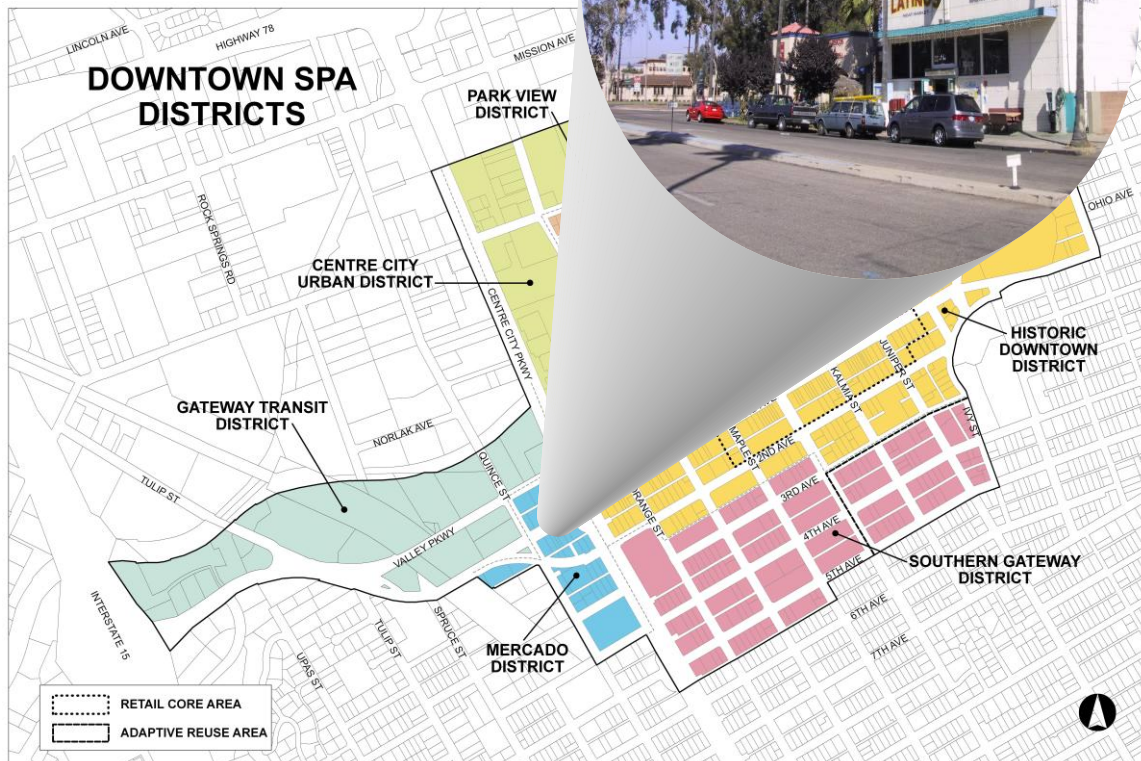 LATINOS
LINCOLN AVE
HIGHWAY 78
MISSION AVE
DOWNTOWN SPA
DISTRICTS
PARK VIEW
DISTRICT
ROCK SPRINGS RD
OHIO AVE
CENTRE CITY
URBAN DISTRICT
CENTRE CITY PKWY
HISTORIC
DOWNTOWN
DISTRICT
JUNIPER ST
KALMIA ST
GATEWAY TRANSIT
DISTRICT
NORLAK AVE
MAPLE ST
2ND AVE
IVY ST
QUINCE ST
TULIP ST
3RD AVE
ORANGE ST
4TH AVE
VALLEY PKWY
5TH AVE
SOUTHERN GATEWAY
DISTRICT
INTERSTATE 15
SPRUCE ST
TULIP ST
6TH AVE
7TH AVE
UPAS ST
MERCADO
DISTRICT
RETAIL CORE AREA
ADAPTIVE REUSE AREA